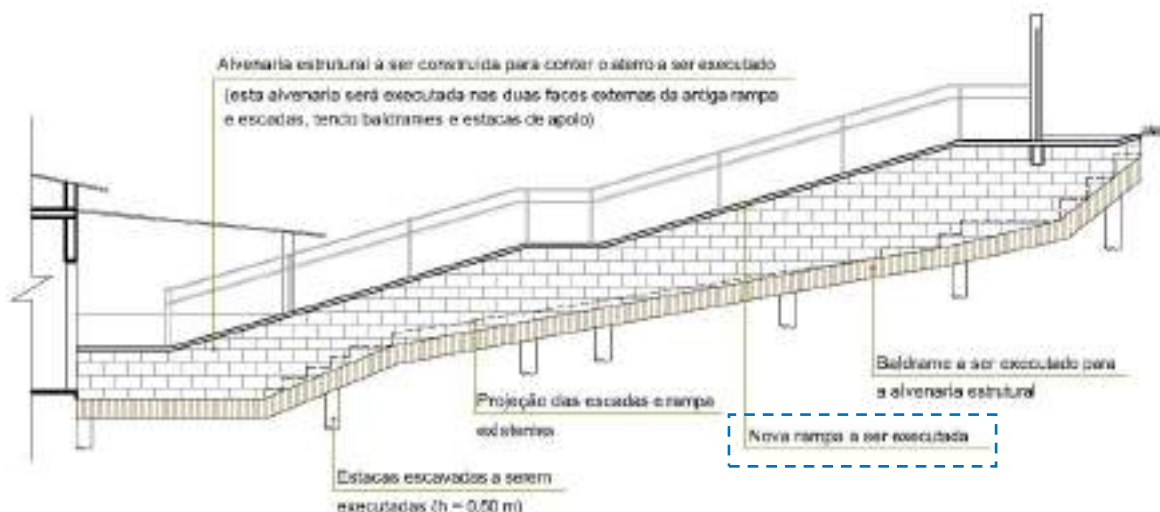 Alvenaria estrutural a ser construída para conter o aterro a ser executado
(esta alvenaria será executada nas duas faces externas da antiga rampa
e escadas, tendo baldrames e estacas de apoio)
Baldrame a ser executado para
a alvenaria estrutural
Projeção das escadas e rampa
existentes
Nova rampa a ser executada
Estacas escavadas a serem
executadas (h = 0,50 m)